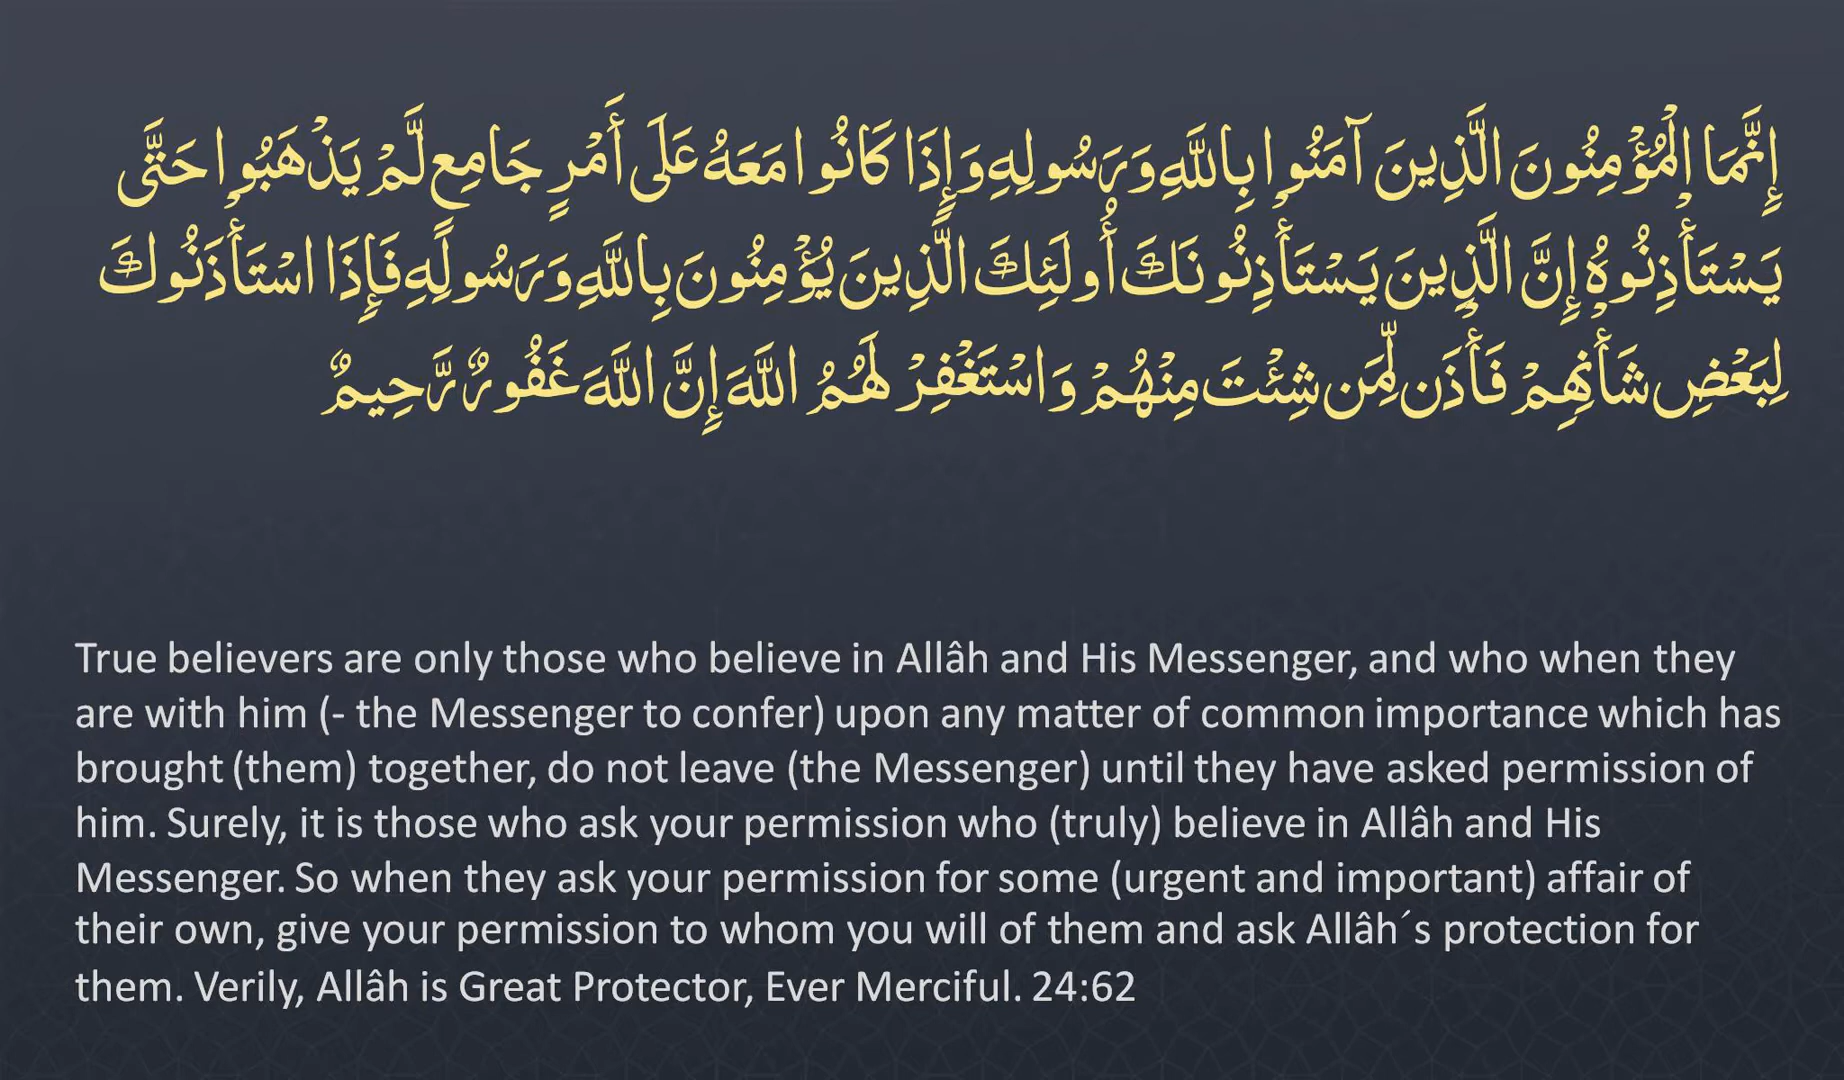 إِنَّمَا الْمُؤْمِنُونَ الَّذِينَ آمَنُوا بِاللَّهِ وَرَسُولِهِ وَإِذَا كَانُوا مَعَهُ عَلَى أَمْرٍ جَامِعٍ لَّمْ يَذْهَبُوا حَتَّى
يَسْتَأْذِنُوهُ إِنَّ الَّذِينَ يَسْتَأْذِنُونَكَ أُولَئِكَ الَّذِينَ يُؤْمِنُونَ بِاللَّهِ وَرَسُولِهِ فَإِذَا اسْتَأْذَنُوكَ
لِبَعْضِ شَأْنِهِمْ فَأْذَن لِّمَن شِئْتَ مِنْهُمْ وَاسْتَغْفِرْ لَهُمُ اللَّهَ إِنَّ اللَّهَ غَفُورٌ رَّحِيمٌ
True believers are only those who believe in Allâh and His Messenger, and who when they
are with him (- the Messenger to confer) upon any matter of common importance which has
brought (them) together, do not leave (the Messenger) until they have asked permission of
him. Surely, it is those who ask your permission who (truly) believe in Allâh and His
Messenger. So when they ask your permission for some (urgent and important) affair of
their own, give your permission to whom you will of them and ask Allâh´s protection for
them. Verily, Allâh is Great Protector, Ever Merciful. 24:62